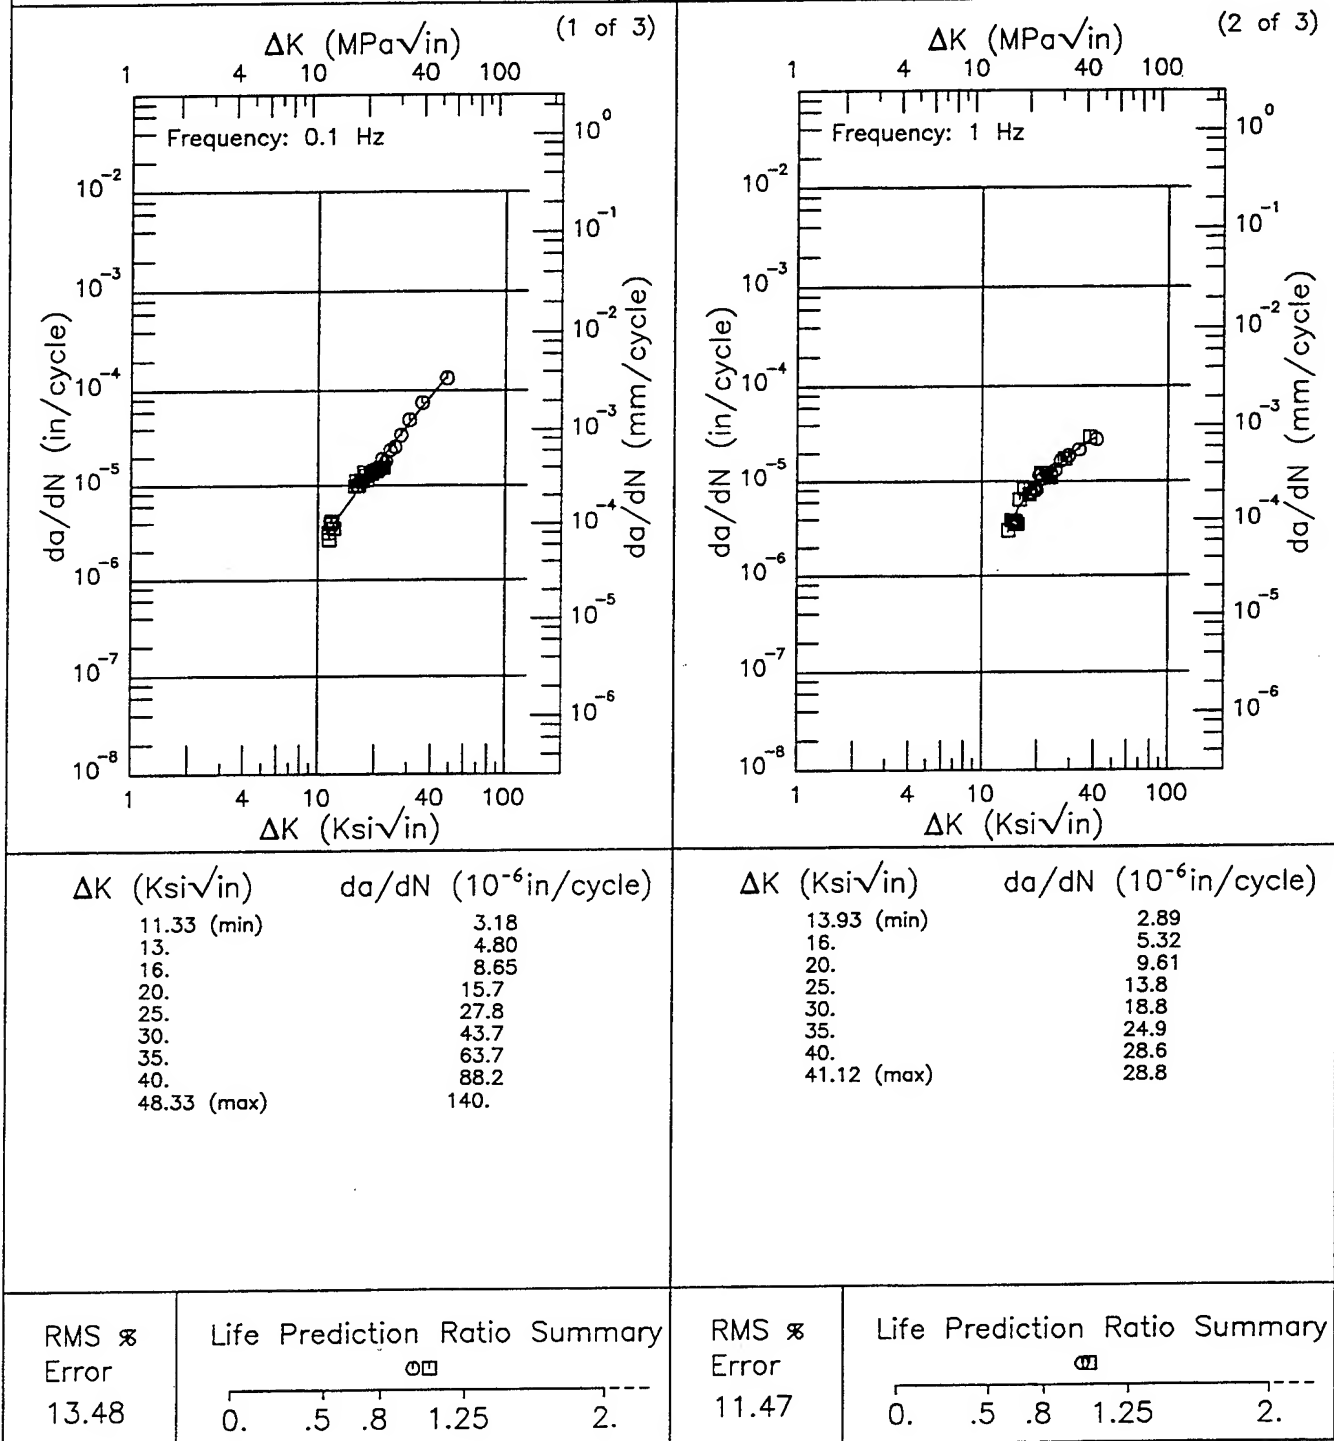 (1 of 3)
ΔK (MPa√in)
1 4 10 40 100
Frequency: 0.1 Hz
da/dN (in/cycle)
10⁻²
10⁻³
10⁻⁴
10⁻⁵
10⁻⁶
10⁻⁷
10⁻⁸
da/dN (mm/cycle)
10⁰
10⁻¹
10⁻²
10⁻³
10⁻⁴
10⁻⁵
10⁻⁶
1 4 10 40 100
ΔK (Ksi√in)
ΔK (Ksi√in) da/dN (10⁻⁶in/cycle)
11.33 (min) 3.18
13. 4.80
16. 8.65
20. 15.7
25. 27.8
30. 43.7
35. 63.7
40. 88.2
48.33 (max) 140.
RMS %
Error
13.48
Life Prediction Ratio Summary
0. .5 .8 1.25 2.
(2 of 3)
ΔK (MPa√in)
1 4 10 40 100
Frequency: 1 Hz
da/dN (in/cycle)
10⁻²
10⁻³
10⁻⁴
10⁻⁵
10⁻⁶
10⁻⁷
10⁻⁸
da/dN (mm/cycle)
10⁰
10⁻¹
10⁻²
10⁻³
10⁻⁴
10⁻⁵
10⁻⁶
1 4 10 40 100
ΔK (Ksi√in)
ΔK (Ksi√in) da/dN (10⁻⁶in/cycle)
13.93 (min) 2.89
16. 5.32
20. 9.61
25. 13.8
30. 18.8
35. 24.9
40. 28.6
41.12 (max) 28.8
RMS %
Error
11.47
Life Prediction Ratio Summary
0. .5 .8 1.25 2.